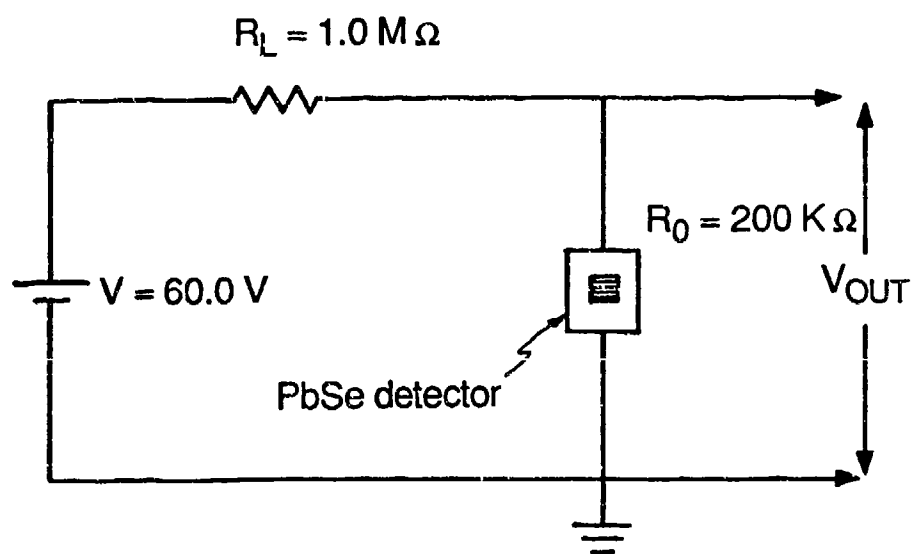 R_L = 1.0 M Ω
R_0 = 200 K Ω
V = 60.0 V
V_OUT
PbSe detector